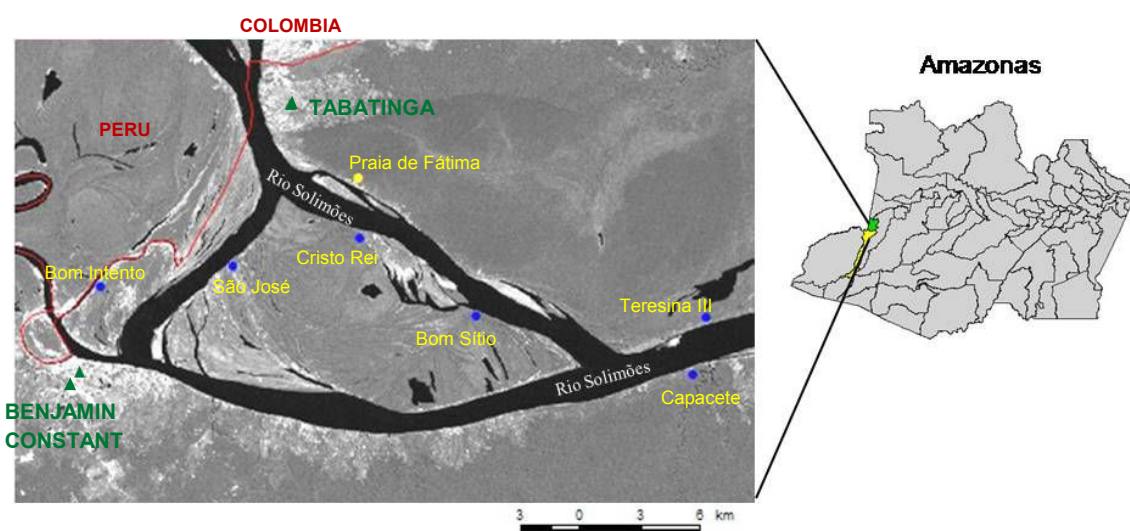 COLOMBIA
Amazonas
TABATINGA
PERU
Praia de Fátima
Rio Solimões
Cristo Rei
Bom Intento
São José
Teresina III
Bom Sítio
Rio Solimões
Capacete
BENJAMIN
CONSTANT
3 0 3 6 km